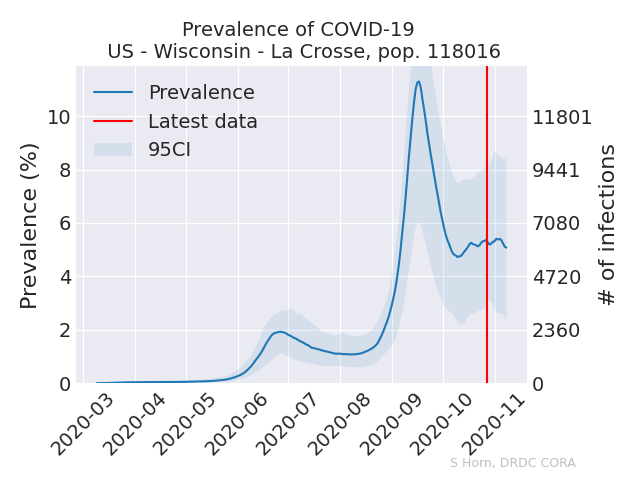 Prevalence of COVID-19
US - Wisconsin - La Crosse, pop. 118016
Prevalence
Latest data
95CI
Prevalence (%)
10
8
6
4
2
0
11801
9441
7080
4720
2360
0
# of infections
2020-03
2020-04
2020-05
2020-06
2020-07
2020-08
2020-09
2020-10
2020-11
S Horn, DRDC CORA